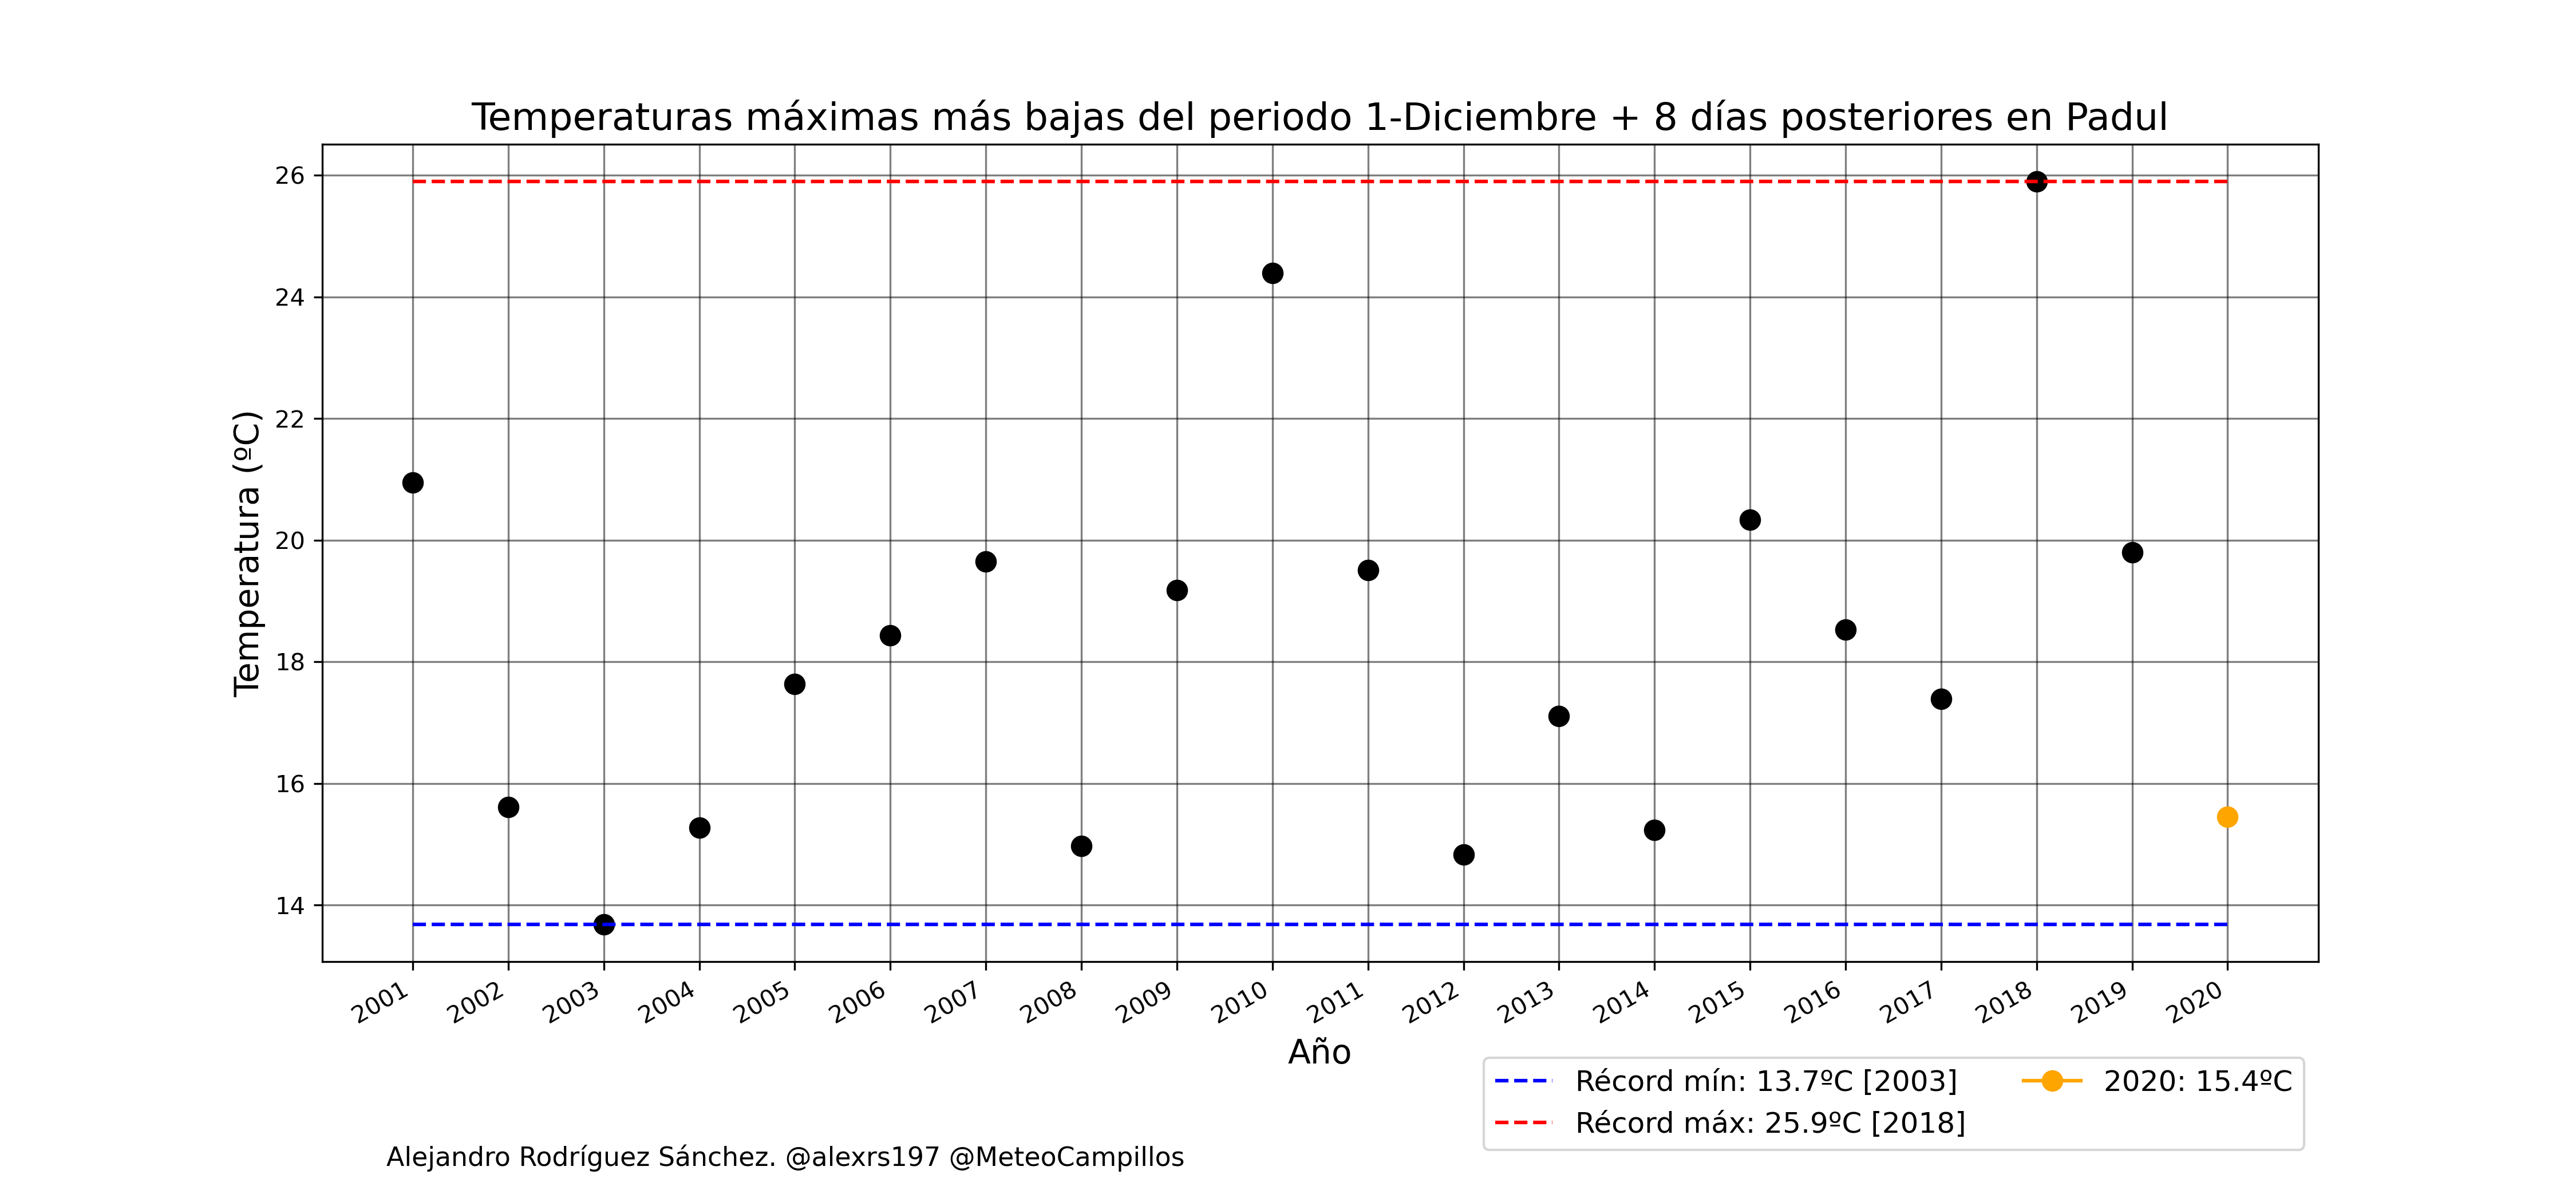 Temperaturas máximas más bajas del periodo 1-Diciembre + 8 días posteriores en Padul
Temperatura (ºC)
26
24
22
20
18
16
14
2001 2002 2003 2004 2005 2006 2007 2008 2009 2010 2011 2012 2013 2014 2015 2016 2017 2018 2019 2020
Año
Récord mín: 13.7ºC [2003]
Récord máx: 25.9ºC [2018]
2020: 15.4ºC
Alejandro Rodríguez Sánchez. @alexrs197 @MeteoCampillos